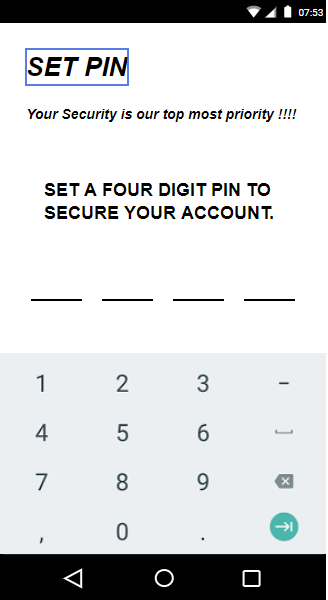 07:53
SET PIN
Your Security is our top most priority !!!!
SET A FOUR DIGIT PIN TO
SECURE YOUR ACCOUNT.
1 2 3 -
4 5 6
7 8 9
, 0 .